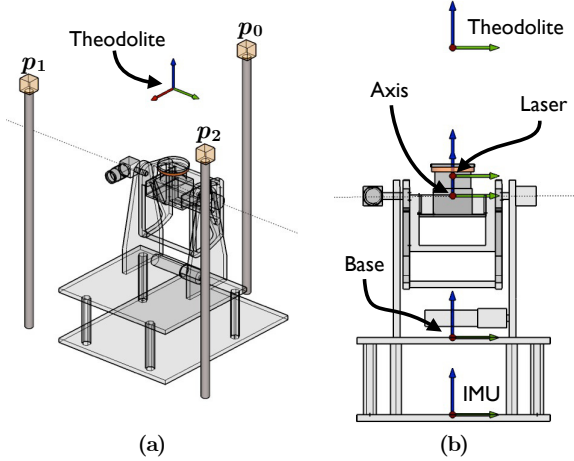 Theodolite
p0
p1
p2
(a)
Theodolite
Axis
Laser
Base
IMU
(b)